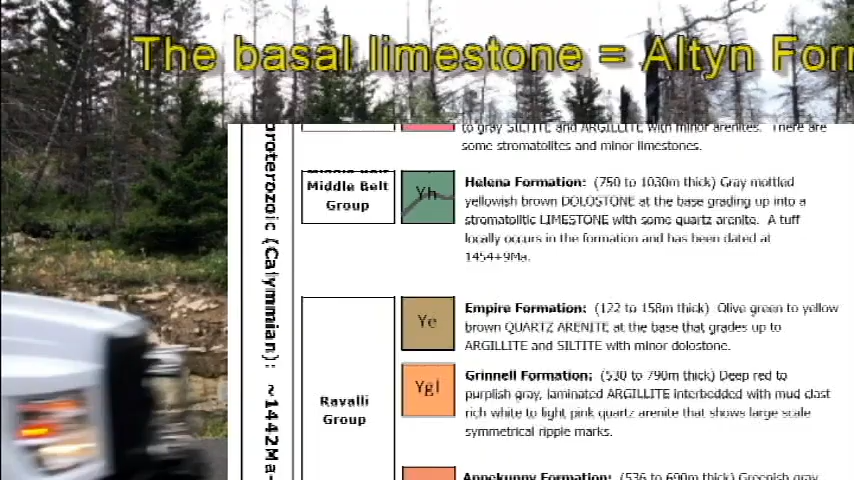 The basal limestone = Altyn For
to gray SILTITE and ARGILLITE with minor arenites. There are
some stromatolites and minor limestones.
Middle Belt
Group
Yh
Helena Formation: (750 to 1030m thick) Gray mottled
yellowish brown DOLOSTONE at the base grading up into a
stromatolitic LIMESTONE with some quartz arenite. A tuff
locally occurs in the formation and has been dated at
1454+9Ma.
proterozoic (Calymmian): ~1442Ma-
Ye
Empire Formation: (122 to 158m thick) Olive green to yellow
brown QUARTZ ARENITE at the base that grades up to
ARGILLITE and SILTITE with minor dolostone.
Ravalli
Group
Ygl
Grinnell Formation: (530 to 790m thick) Deep red to
purplish gray, laminated ARGILLITE interbedded with mud clast
rich white to light pink quartz arenite that shows large scale
symmetrical ripple marks.
Appekunny Formation: (536 to 690m thick) Greenish gray